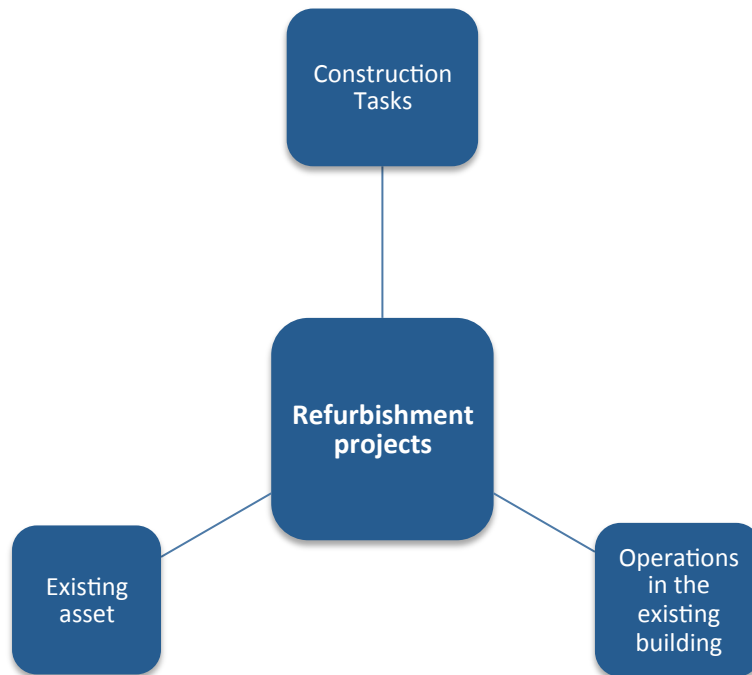 Construction
Tasks
Refurbishment
projects
Existing
asset
Operations
in the
existing
building